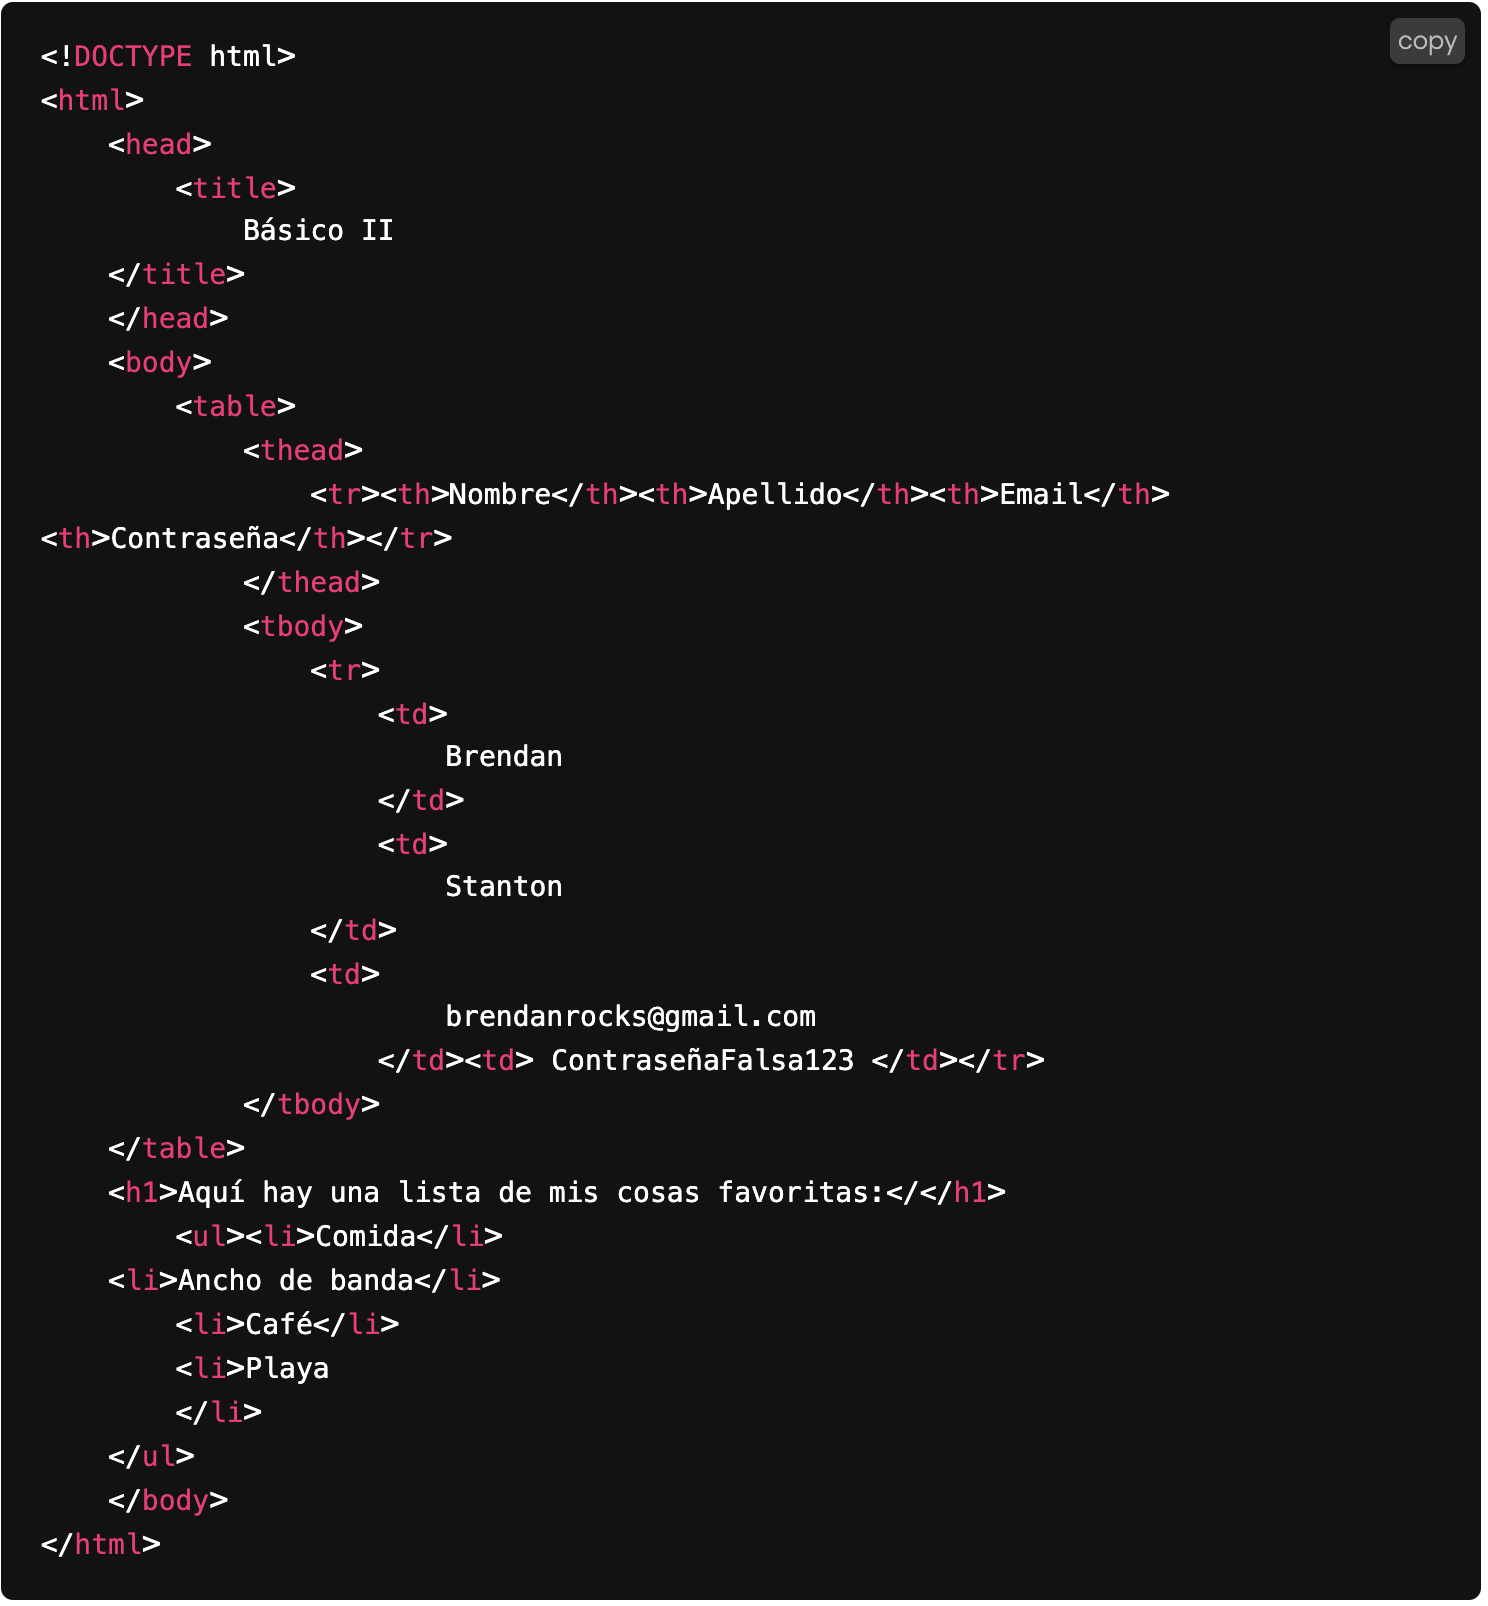 copy
<!DOCTYPE html>
<html>
    <head>
        <title>
            Básico II
    </title>
    </head>
    <body>
        <table>
            <thead>
                <tr><th>Nombre</th><th>Apellido</th><th>Email</th>
<th>Contraseña</th></tr>
            </thead>
            <tbody>
                <tr>
                    <td>
                        Brendan
                    </td>
                    <td>
                        Stanton
                </td>
                <td>
                        brendanrocks@gmail.com
                    </td><td> ContraseñaFalsa123 </td></tr>
            </tbody>
    </table>
    <h1>Aquí hay una lista de mis cosas favoritas:</</h1>
        <ul><li>Comida</li>
    <li>Ancho de banda</li>
        <li>Café</li>
        <li>Playa
        </li>
    </ul>
    </body>
</html>